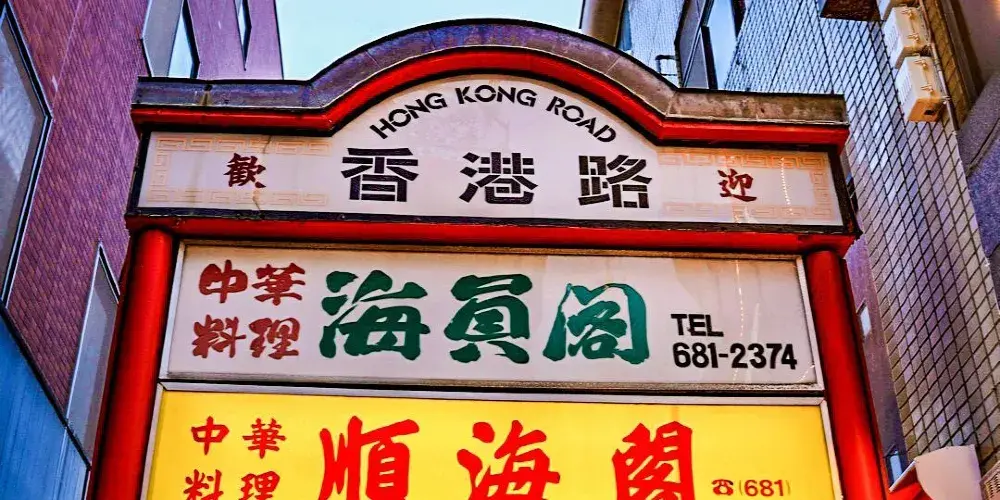 HONG KONG ROAD
歓 香港路 迎
中華
料理
海員閣
TEL
681-2374
中華
料理
順海閣
☎(681)